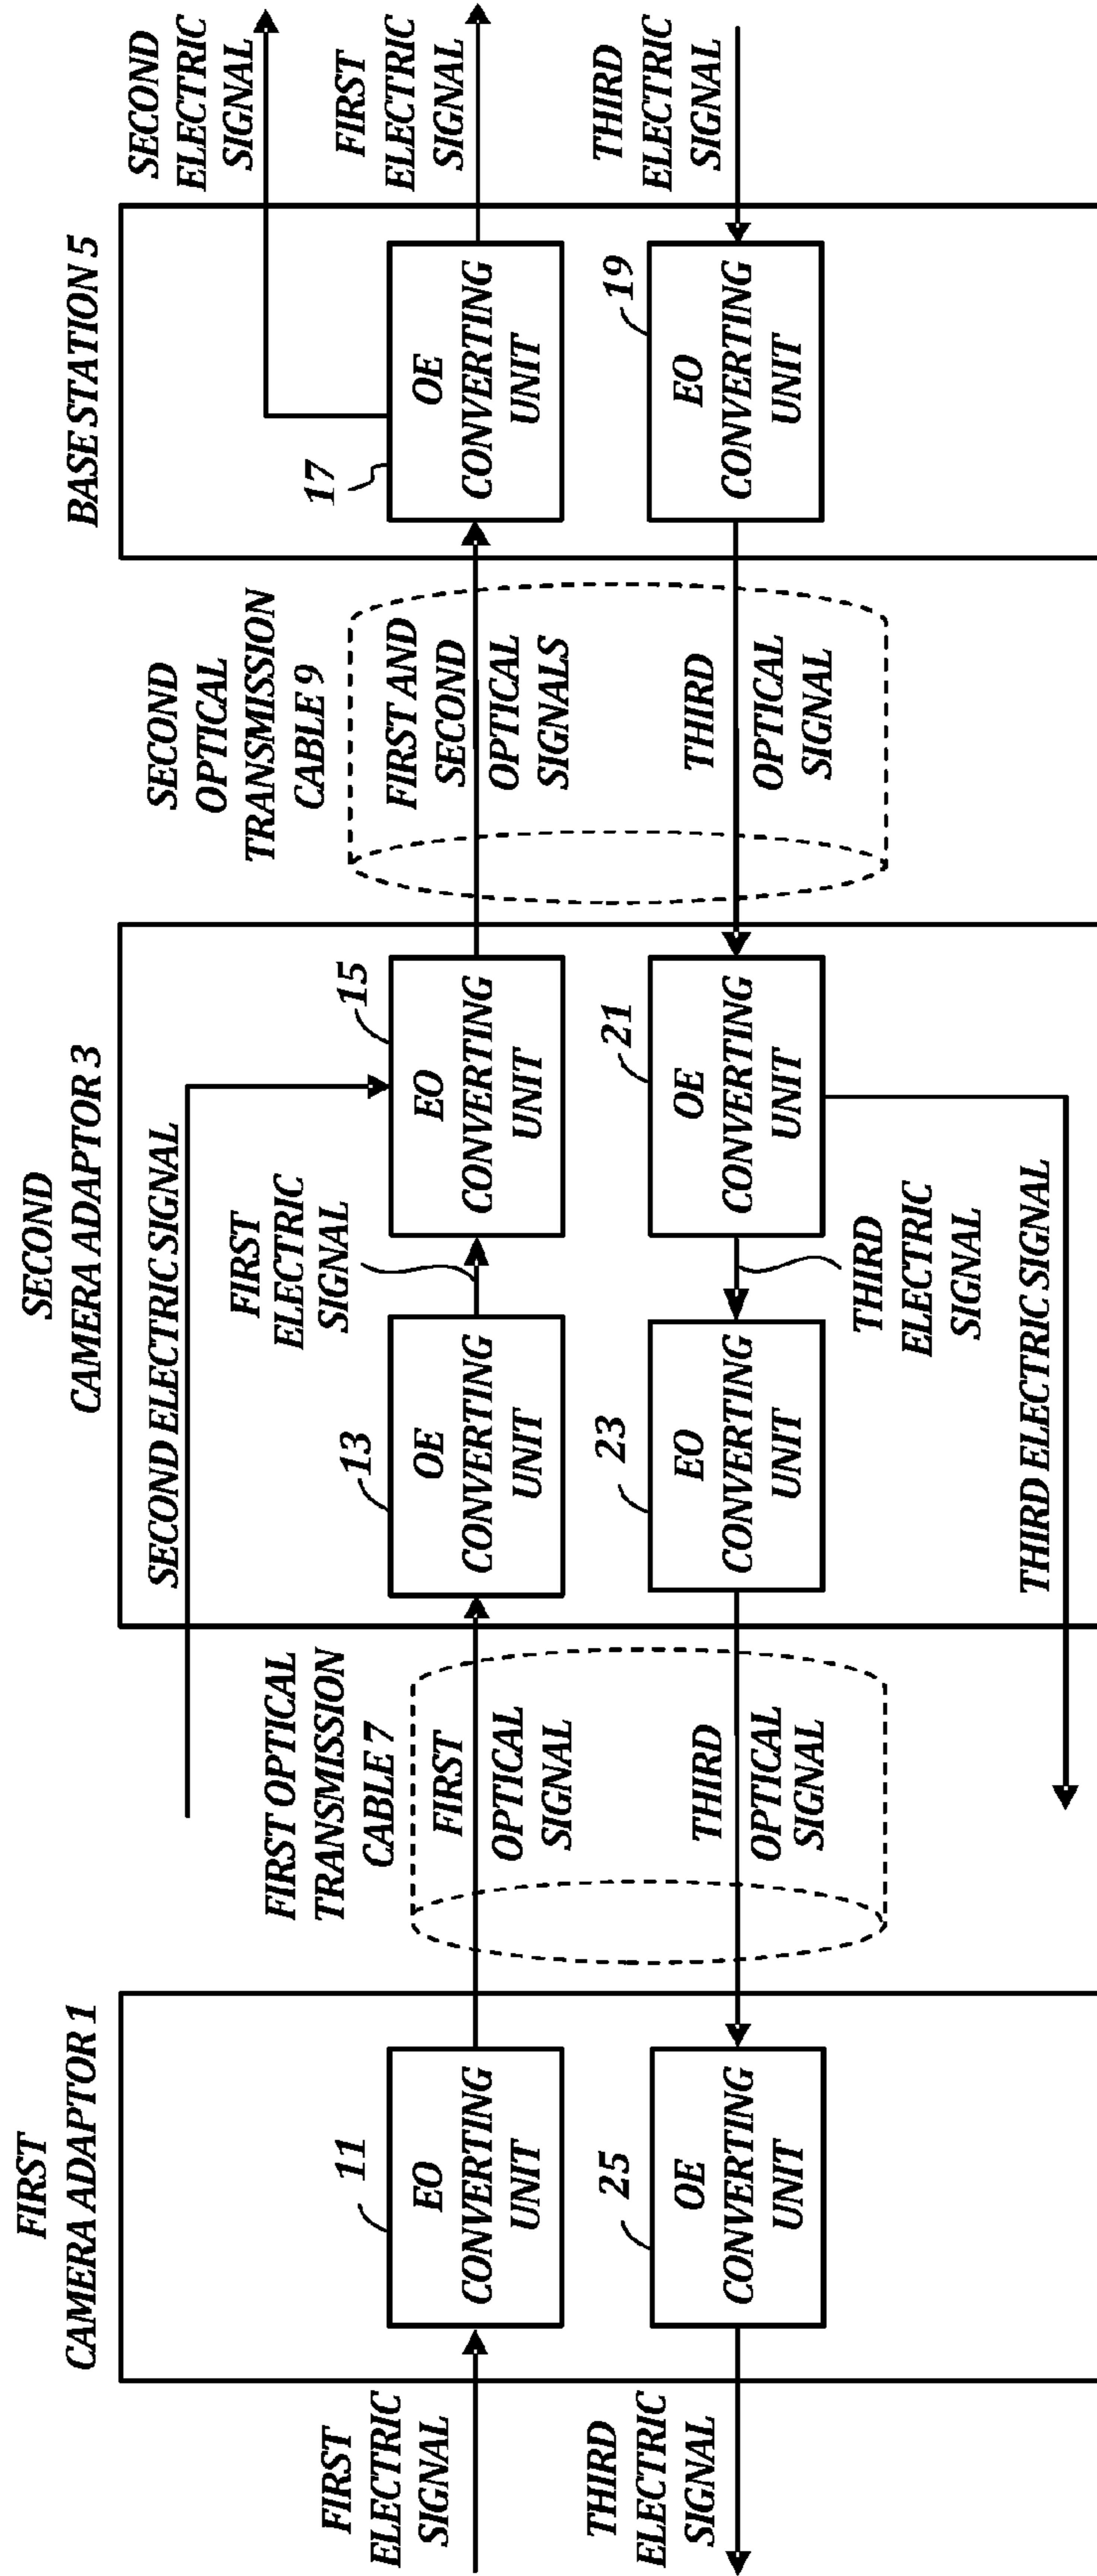 FIRST
CAMERA ADAPTOR 1
FIRST
ELECTRIC
SIGNAL
11
EO
CONVERTING
UNIT
THIRD
ELECTRIC
SIGNAL
25
OE
CONVERTING
UNIT
FIRST OPTICAL
TRANSMISSION
CABLE 7
FIRST
OPTICAL
SIGNAL
THIRD
OPTICAL
SIGNAL
SECOND
CAMERA ADAPTOR 3
SECOND ELECTRIC SIGNAL
FIRST
ELECTRIC
SIGNAL
13
OE
CONVERTING
UNIT
15
EO
CONVERTING
UNIT
23
EO
CONVERTING
UNIT
21
OE
CONVERTING
UNIT
THIRD
ELECTRIC
SIGNAL
THIRD ELECTRIC SIGNAL
SECOND
OPTICAL
TRANSMISSION
CABLE 9
FIRST AND
SECOND
OPTICAL
SIGNALS
THIRD
OPTICAL
SIGNAL
BASE STATION 5
17
OE
CONVERTING
UNIT
19
EO
CONVERTING
UNIT
SECOND
ELECTRIC
SIGNAL
FIRST
ELECTRIC
SIGNAL
THIRD
ELECTRIC
SIGNAL